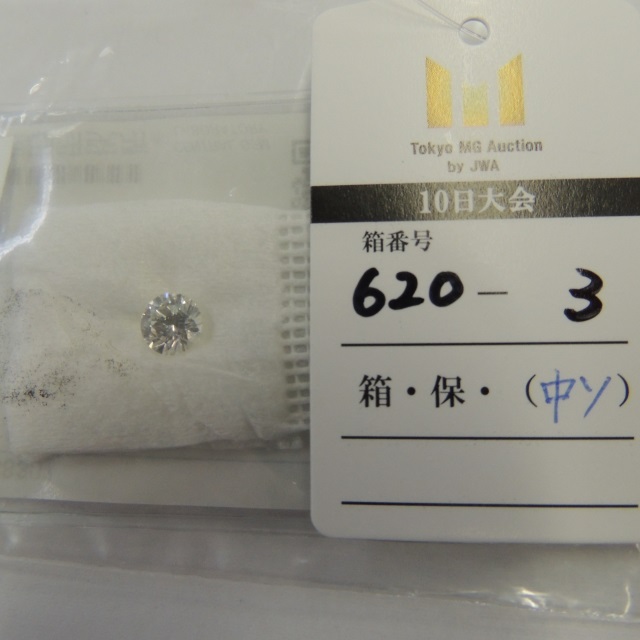 Tokyo MG Auction
by JWA
10日大会
箱番号
620 - 3
箱・保・(中ソ)